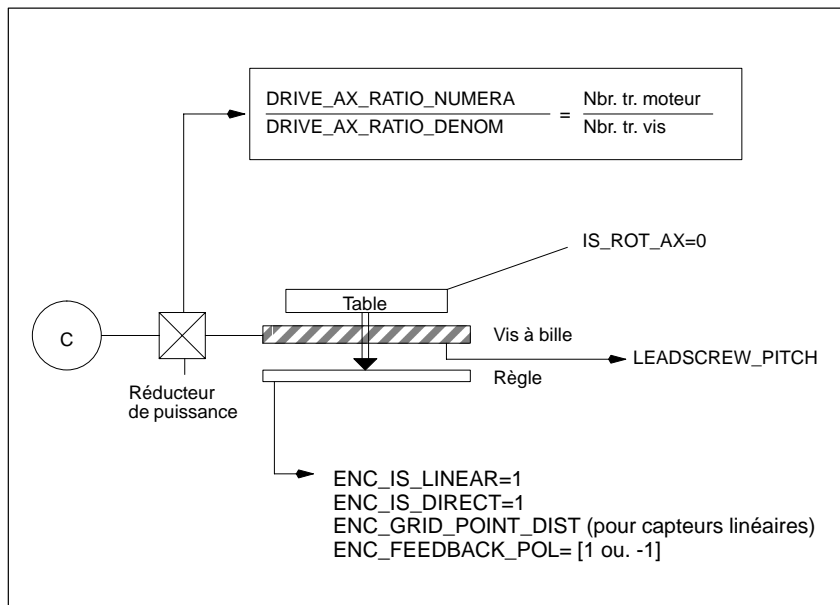 DRIVE_AX_RATIO_NUMERA
DRIVE_AX_RATIO_DENOM
=
Nbr. tr. moteur
Nbr. tr. vis
IS_ROT_AX=0
Table
C
Vis à bille
LEADSCREW_PITCH
Règle
Réducteur
de puissance
ENC_IS_LINEAR=1
ENC_IS_DIRECT=1
ENC_GRID_POINT_DIST (pour capteurs linéaires)
ENC_FEEDBACK_POL= [1 ou. -1]